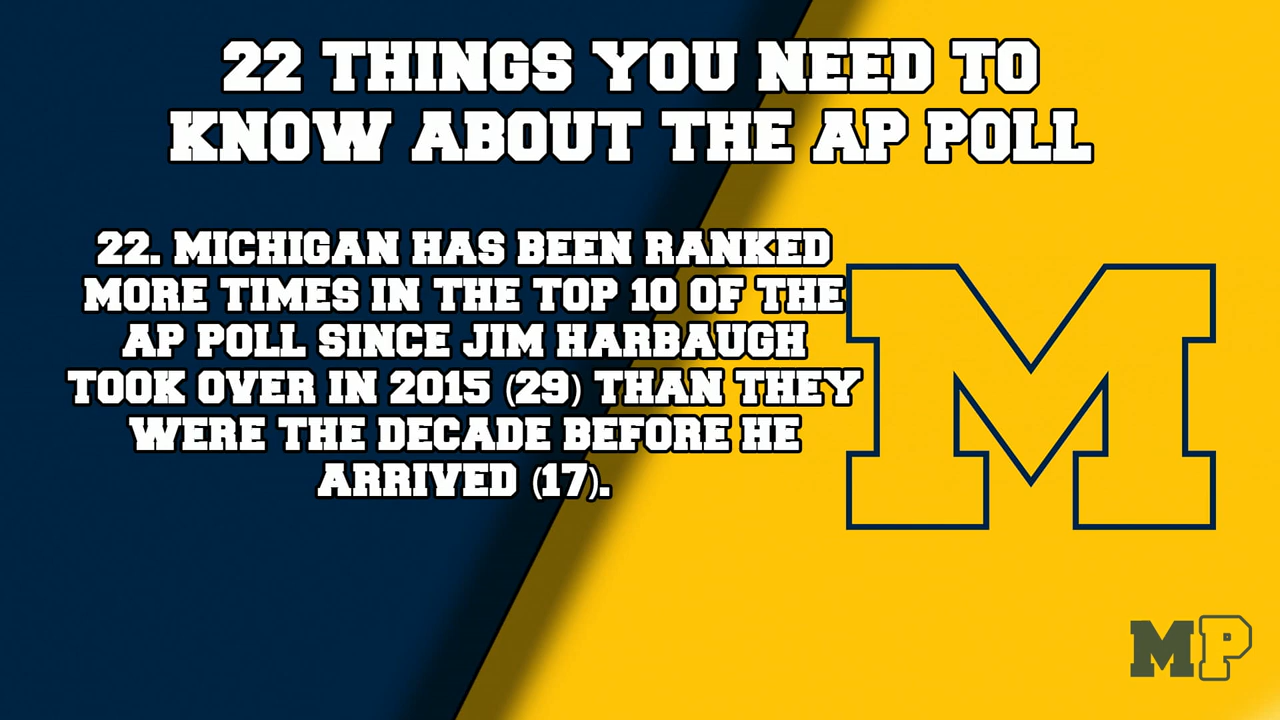 22 THINGS YOU NEED TO
KNOW ABOUT THE AP POLL
22. MICHIGAN HAS BEEN RANKED
MORE TIMES IN THE TOP 10 OF THE
AP POLL SINCE JIM HARBAUGH
TOOK OVER IN 2015 (29) THAN THEY
WERE THE DECADE BEFORE HE
ARRIVED (17).
M
MP